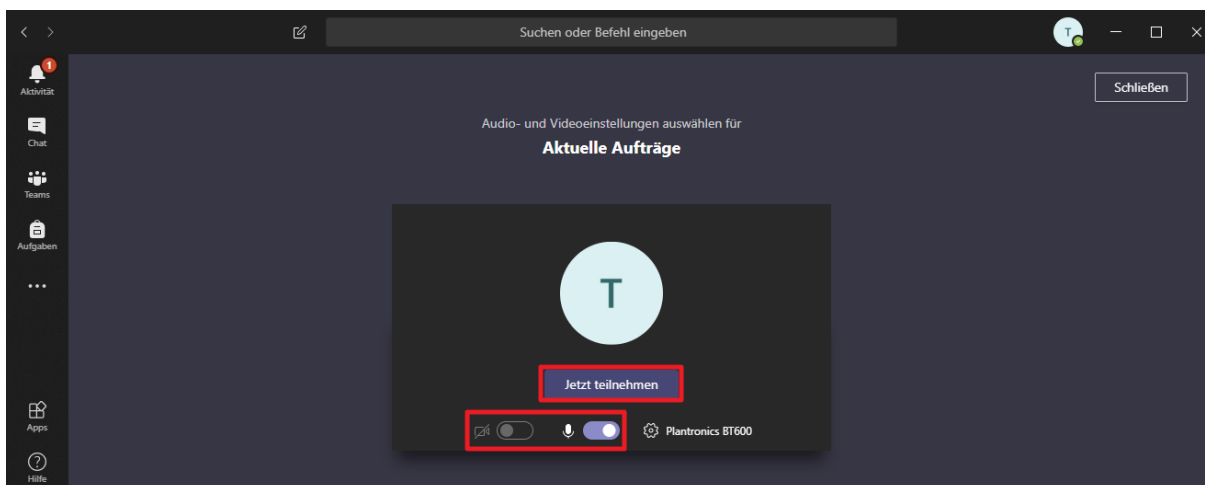 Suchen oder Befehl eingeben
T
1
Aktivität
Chat
Teams
Aufgaben
Apps
Hilfe
Schließen
Audio- und Videoeinstellungen auswählen für
Aktuelle Aufträge
T
Jetzt teilnehmen
Plantronics BT600